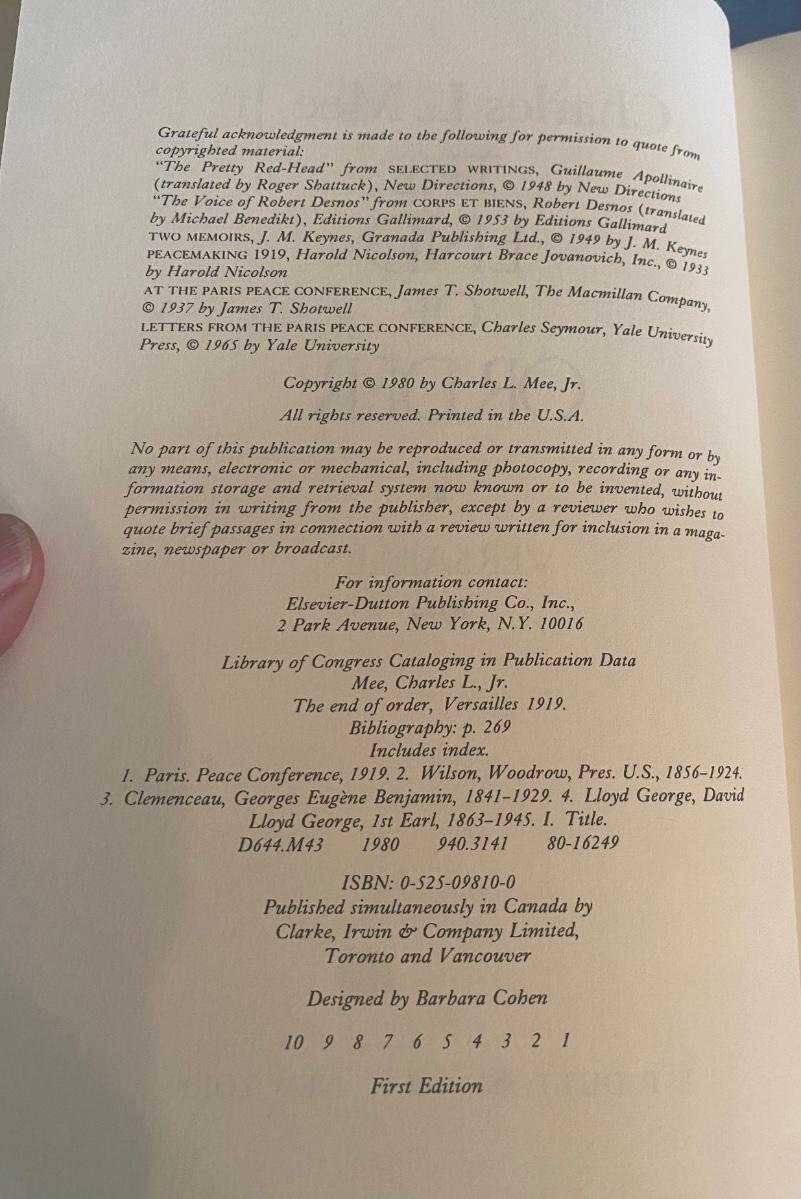 Grateful acknowledgment is made to the following for permission to quote from
copyrighted material:
"The Pretty Red-Head" from SELECTED WRITINGS, Guillaume Apollinaire
(translated by Roger Shattuck), New Directions, © 1948 by New Directions
"The Voice of Robert Desnos" from CORPS ET BIENS, Robert Desnos (translated
by Michael Benedikt), Editions Gallimard, © 1953 by Editions Gallimard
TWO MEMOIRS, J. M. Keynes, Granada Publishing Ltd., © 1949 by J. M. Keynes
PEACEMAKING 1919, Harold Nicolson, Harcourt Brace Jovanovich, Inc., © 1933
by Harold Nicolson
AT THE PARIS PEACE CONFERENCE, James T. Shotwell, The Macmillan Company,
© 1937 by James T. Shotwell
LETTERS FROM THE PARIS PEACE CONFERENCE, Charles Seymour, Yale University
Press, © 1965 by Yale University
Copyright © 1980 by Charles L. Mee, Jr.
All rights reserved. Printed in the U.S.A.
No part of this publication may be reproduced or transmitted in any form or by
any means, electronic or mechanical, including photocopy, recording or any in-
formation storage and retrieval system now known or to be invented, without
permission in writing from the publisher, except by a reviewer who wishes to
quote brief passages in connection with a review written for inclusion in a maga-
zine, newspaper or broadcast.
For information contact:
Elsevier-Dutton Publishing Co., Inc.,
2 Park Avenue, New York, N.Y. 10016
Library of Congress Cataloging in Publication Data
Mee, Charles L., Jr.
The end of order, Versailles 1919.
Bibliography: p. 269
Includes index.
1. Paris. Peace Conference, 1919. 2. Wilson, Woodrow, Pres. U.S., 1856–1924.
3. Clemenceau, Georges Eugène Benjamin, 1841–1929. 4. Lloyd George, David
Lloyd George, 1st Earl, 1863–1945. I. Title.
D644.M43 1980 940.3141 80-16249
ISBN: 0-525-09810-0
Published simultaneously in Canada by
Clarke, Irwin & Company Limited,
Toronto and Vancouver
Designed by Barbara Cohen
10 9 8 7 6 5 4 3 2 1
First Edition